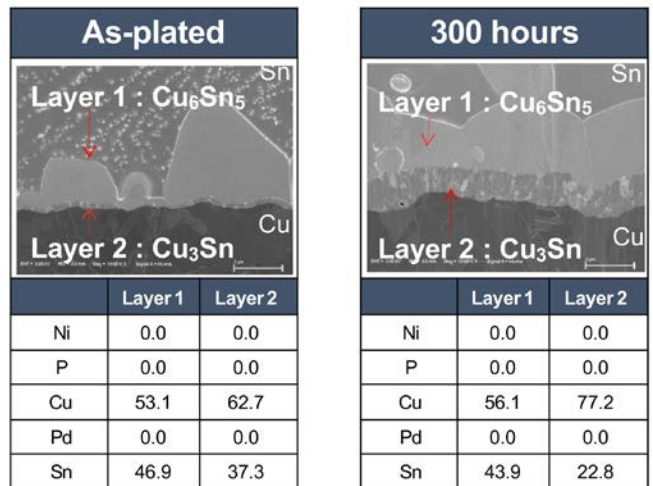 As-plated
Sn
Layer 1 : Cu₆Sn₅
Cu
Layer 2 : Cu₃Sn
Layer 1 Layer 2
Ni 0.0 0.0
P 0.0 0.0
Cu 53.1 62.7
Pd 0.0 0.0
Sn 46.9 37.3
300 hours
Sn
Layer 1 : Cu₆Sn₅
Cu
Layer 2 : Cu₃Sn
Layer 1 Layer 2
Ni 0.0 0.0
P 0.0 0.0
Cu 56.1 77.2
Pd 0.0 0.0
Sn 43.9 22.8